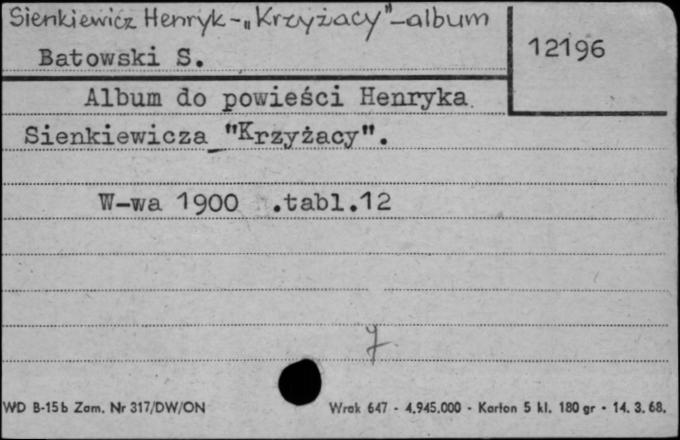 Sienkiewicz Henryk - „Krzyżacy" - album
12196
Batowski S.
Album do powieści Henryka
Sienkiewicza "Krzyżacy".
W-wa 1900 .tabl.12
7
WD B-15b Zam. Nr 317/DW/ON
Wrak 647 - 4.945.000 - Karton 5 kl. 180 gr - 14. 3. 68.